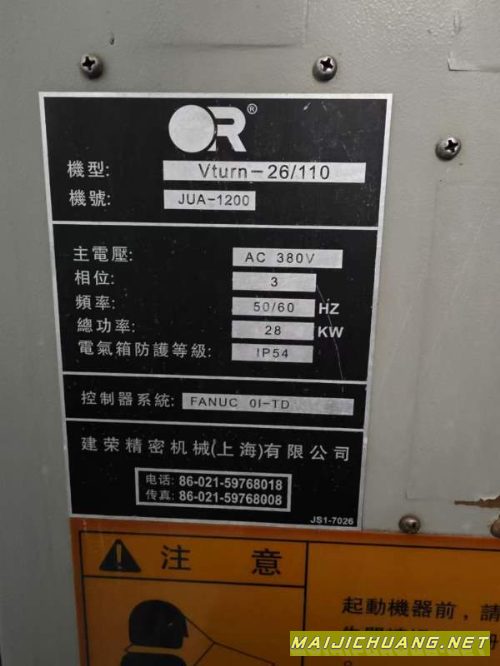 OR®
機型: Vturn-26/110
機號: JUA-1200
主電壓: AC 380V
相位: 3
頻率: 50/60 HZ
總功率: 28 KW
電氣箱防護等級: IP54
控制器系統: FANUC 0I-TD
建荣精密机械(上海)有限公司
电话: 86-021-59768018
传真: 86-021-59768008
JS1-7026
注 意
起動機器前,請
MAIJICHUANG.NET